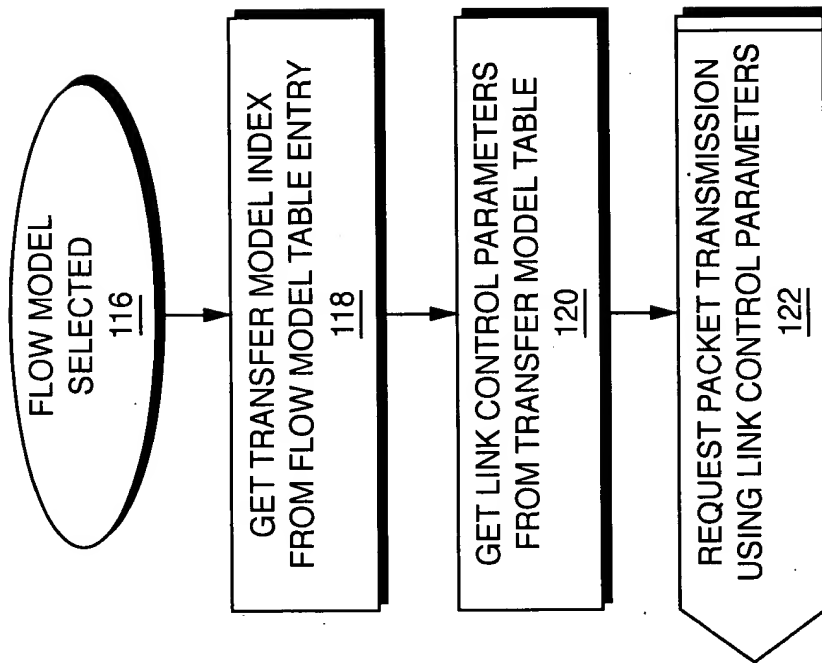 FLOW MODEL
SELECTED
116
GET TRANSFER MODEL INDEX
FROM FLOW MODEL TABLE ENTRY
118
GET LINK CONTROL PARAMETERS
FROM TRANSFER MODEL TABLE
120
REQUEST PACKET TRANSMISSION
USING LINK CONTROL PARAMETERS
122